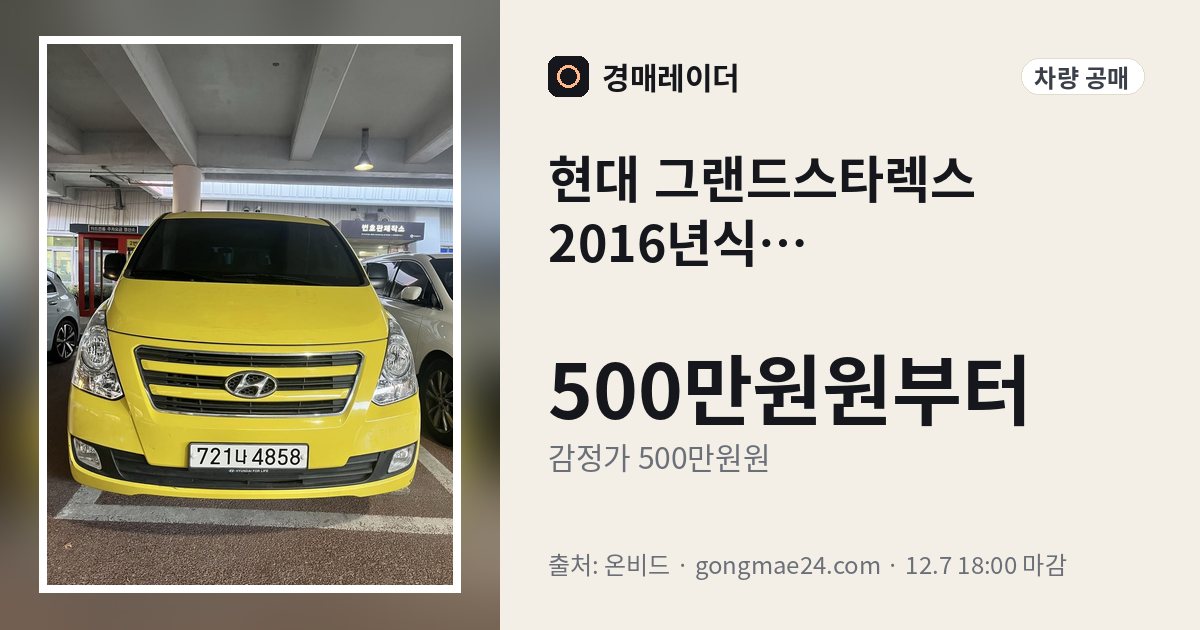 경매레이더
차량 공매
현대 그랜드스타렉스
2016년식…
500만원원부터
감정가 500만원원
출처: 온비드 · gongmae24.com · 12.7 18:00 마감
번호판제작소
721나 4858
HYUNDAI FOR LIFE